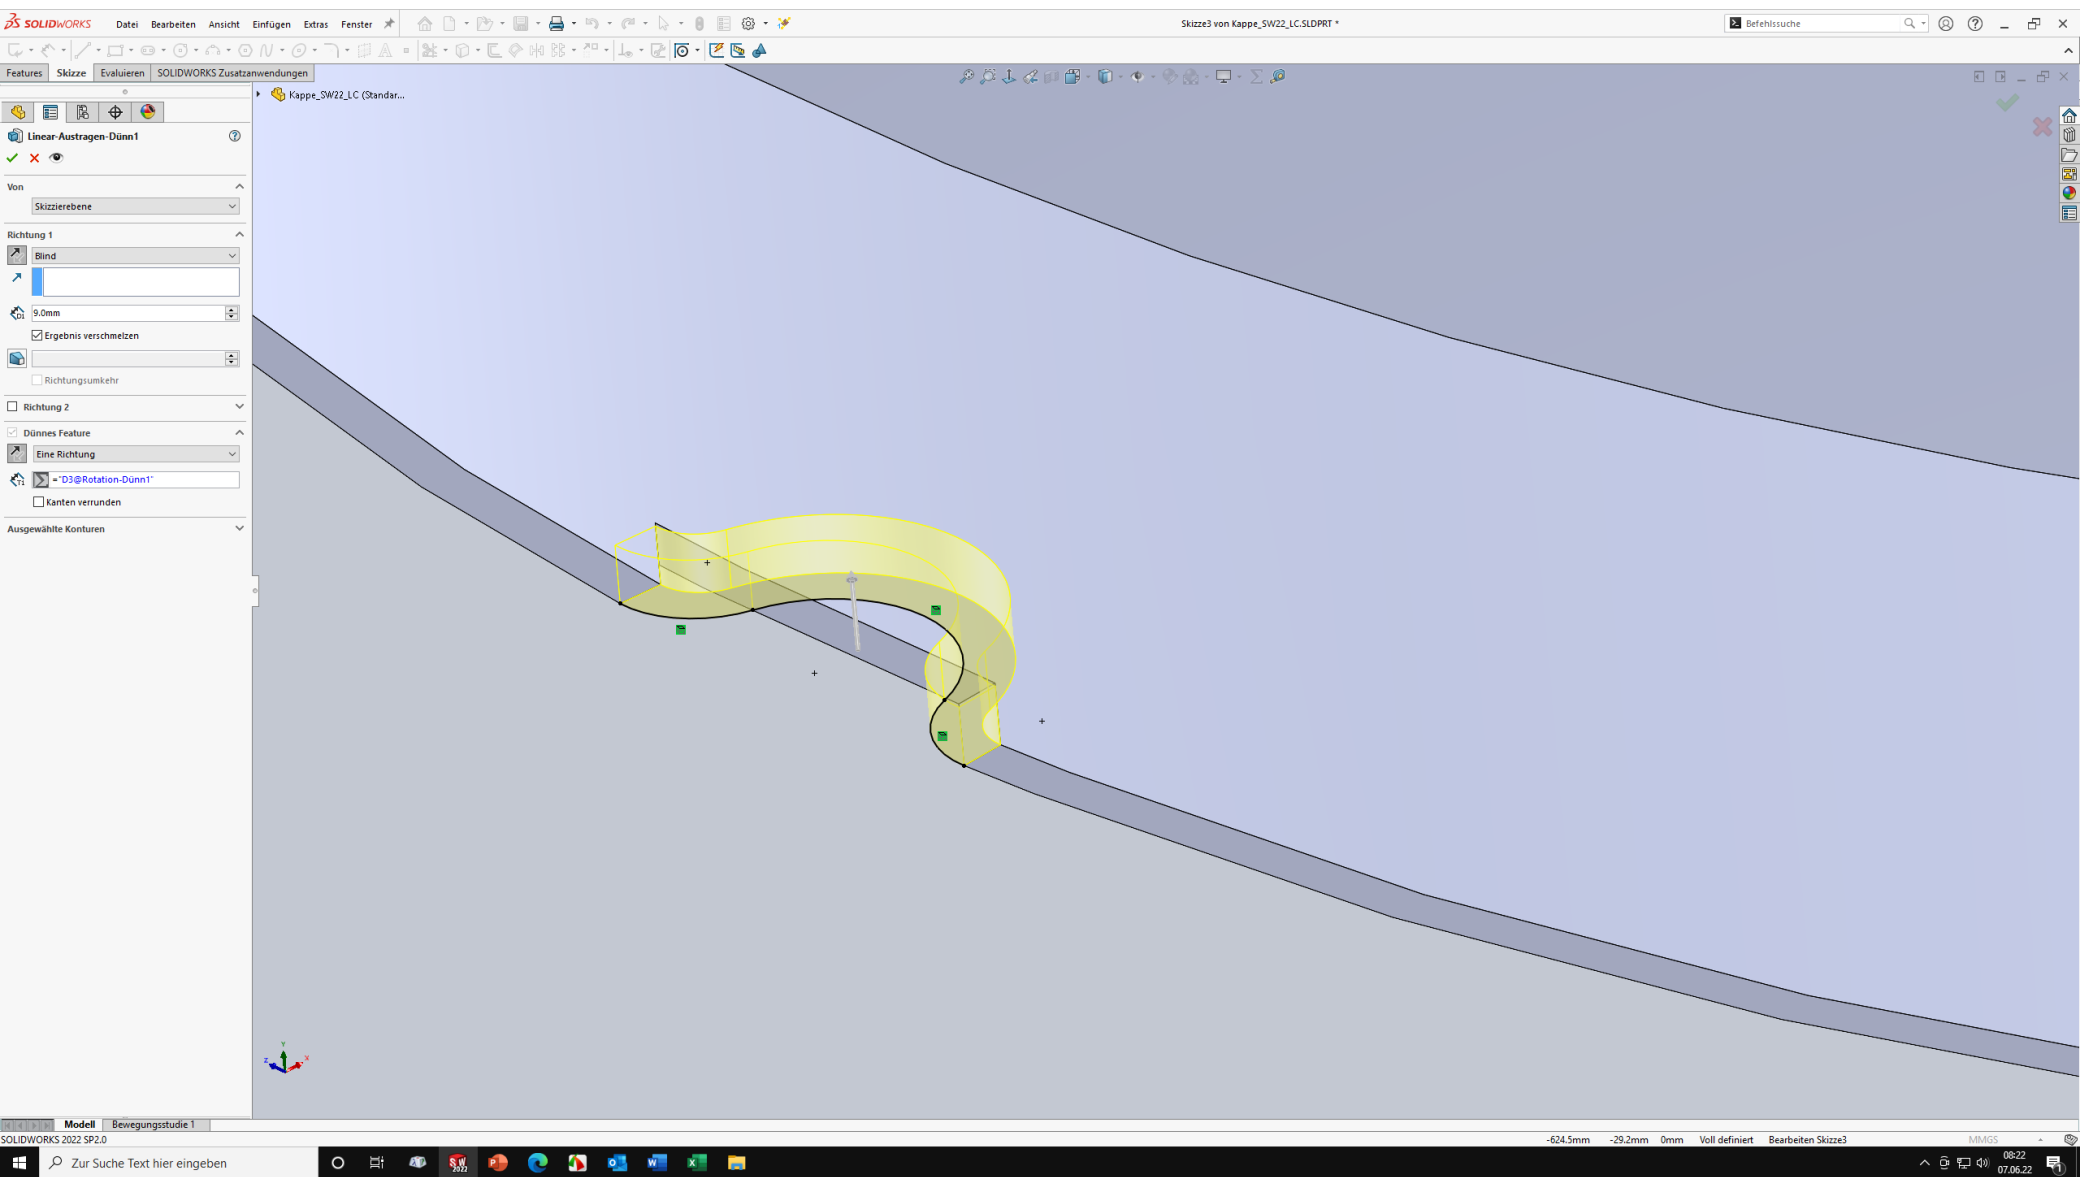 SOLIDWORKS
Datei Bearbeiten Ansicht Einfügen Extras Fenster
Skizze3 von Kappe_SW22_LC.SLDPRT *
Befehlssuche
Features Skizze Evaluieren SOLIDWORKS Zusatzanwendungen
Kappe_SW22_LC (Standar...
Linear-Austragen-Dünn1
Von
Skizzierebene
Richtung 1
Blind
9.0mm
Ergebnis verschmelzen
Richtungsumkehr
Richtung 2
Dünnes Feature
Eine Richtung
="D3@Rotation-Dünn1"
Kanten verrunden
Ausgewählte Konturen
Y
Z X
Modell Bewegungsstudie 1
SOLIDWORKS 2022 SP2.0
-624.5mm -29.2mm 0mm Voll definiert Bearbeiten Skizze3 MMGS
Zur Suche Text hier eingeben
08:22
07.06.22